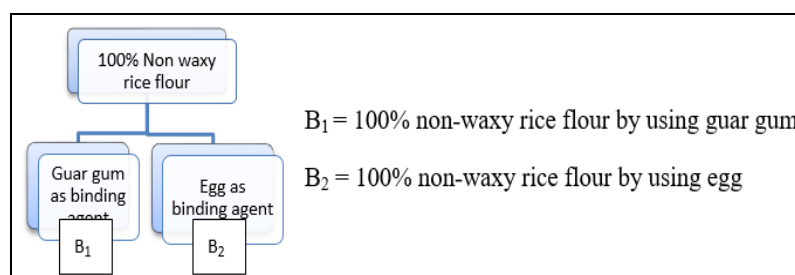 100% Non waxy
rice flour
Guar gum
as binding
agent
B₁
Egg as
binding agent
B₂
B₁ = 100% non-waxy rice flour by using guar gum
B₂ = 100% non-waxy rice flour by using egg